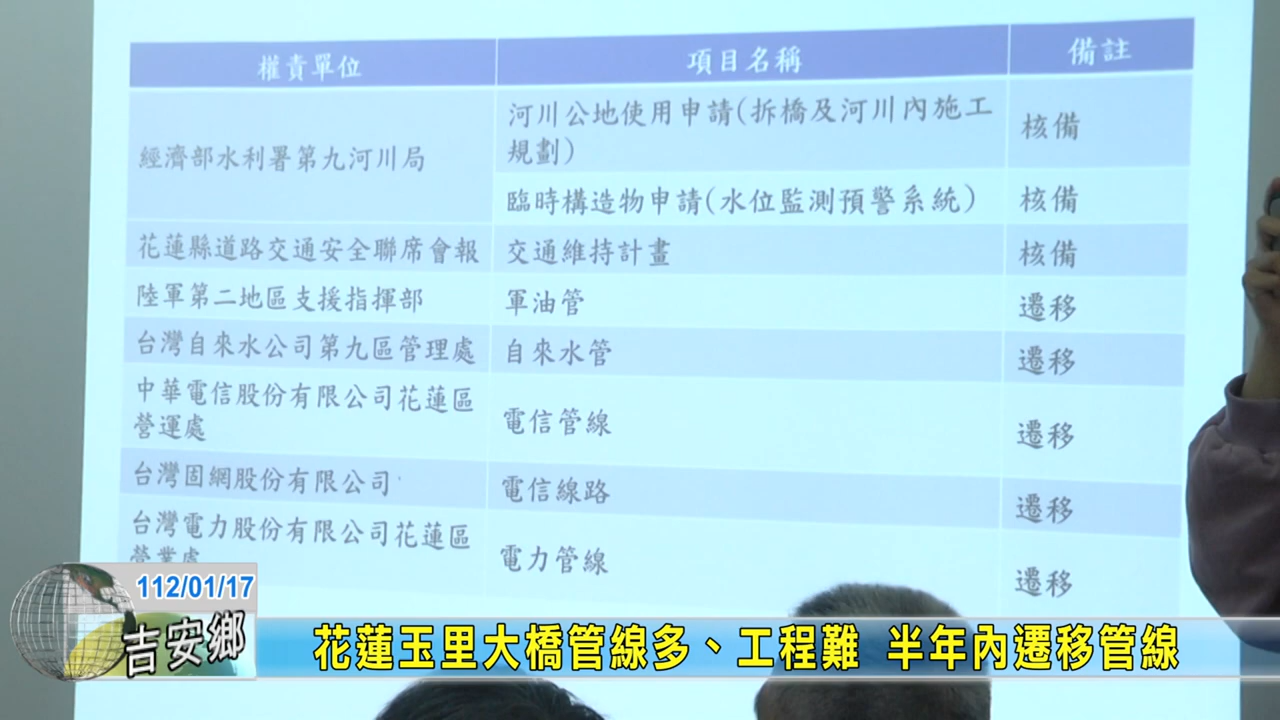 權責單位 項目名稱 備註
經濟部水利署第九河川局 河川公地使用申請(拆橋及河川內施工 核備
規劃)
臨時構造物申請(水位監測預警系統) 核備
花蓮縣道路交通安全聯席會報 交通維持計畫 核備
陸軍第二地區支援指揮部 軍油管 遷移
台灣自來水公司第九區管理處 自來水管 遷移
中華電信股份有限公司花蓮區 電信管線 遷移
營運處
台灣固網股份有限公司 電信線路 遷移
台灣電力股份有限公司花蓮區 電力管線 遷移
營業處
112/01/17
吉安鄉
花蓮玉里大橋管線多、工程難 半年內遷移管線